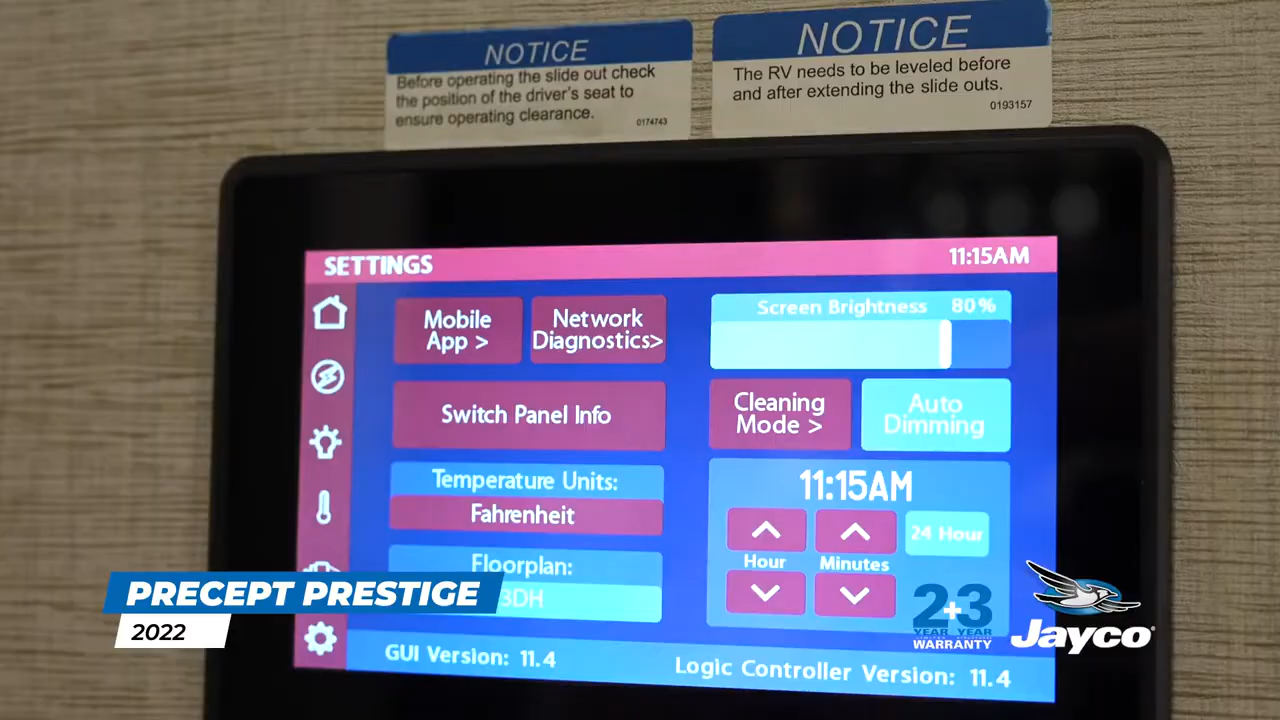 NOTICE
Before operating the slide out check
the position of the driver's seat to
ensure operating clearance.
0174743
NOTICE
The RV needs to be leveled before
and after extending the slide outs.
0193157
SETTINGS
11:15AM
Mobile
App >
Network
Diagnostics>
Screen Brightness 80%
Switch Panel Info
Cleaning
Mode >
Auto
Dimming
Temperature Units:
Fahrenheit
11:15AM
24 Hour
Hour
Minutes
Floorplan:
3DH
PRECEPT PRESTIGE
2022
GUI Version: 11.4
Logic Controller Version: 11.4
2+3
YEAR YEAR
WARRANTY
Jayco